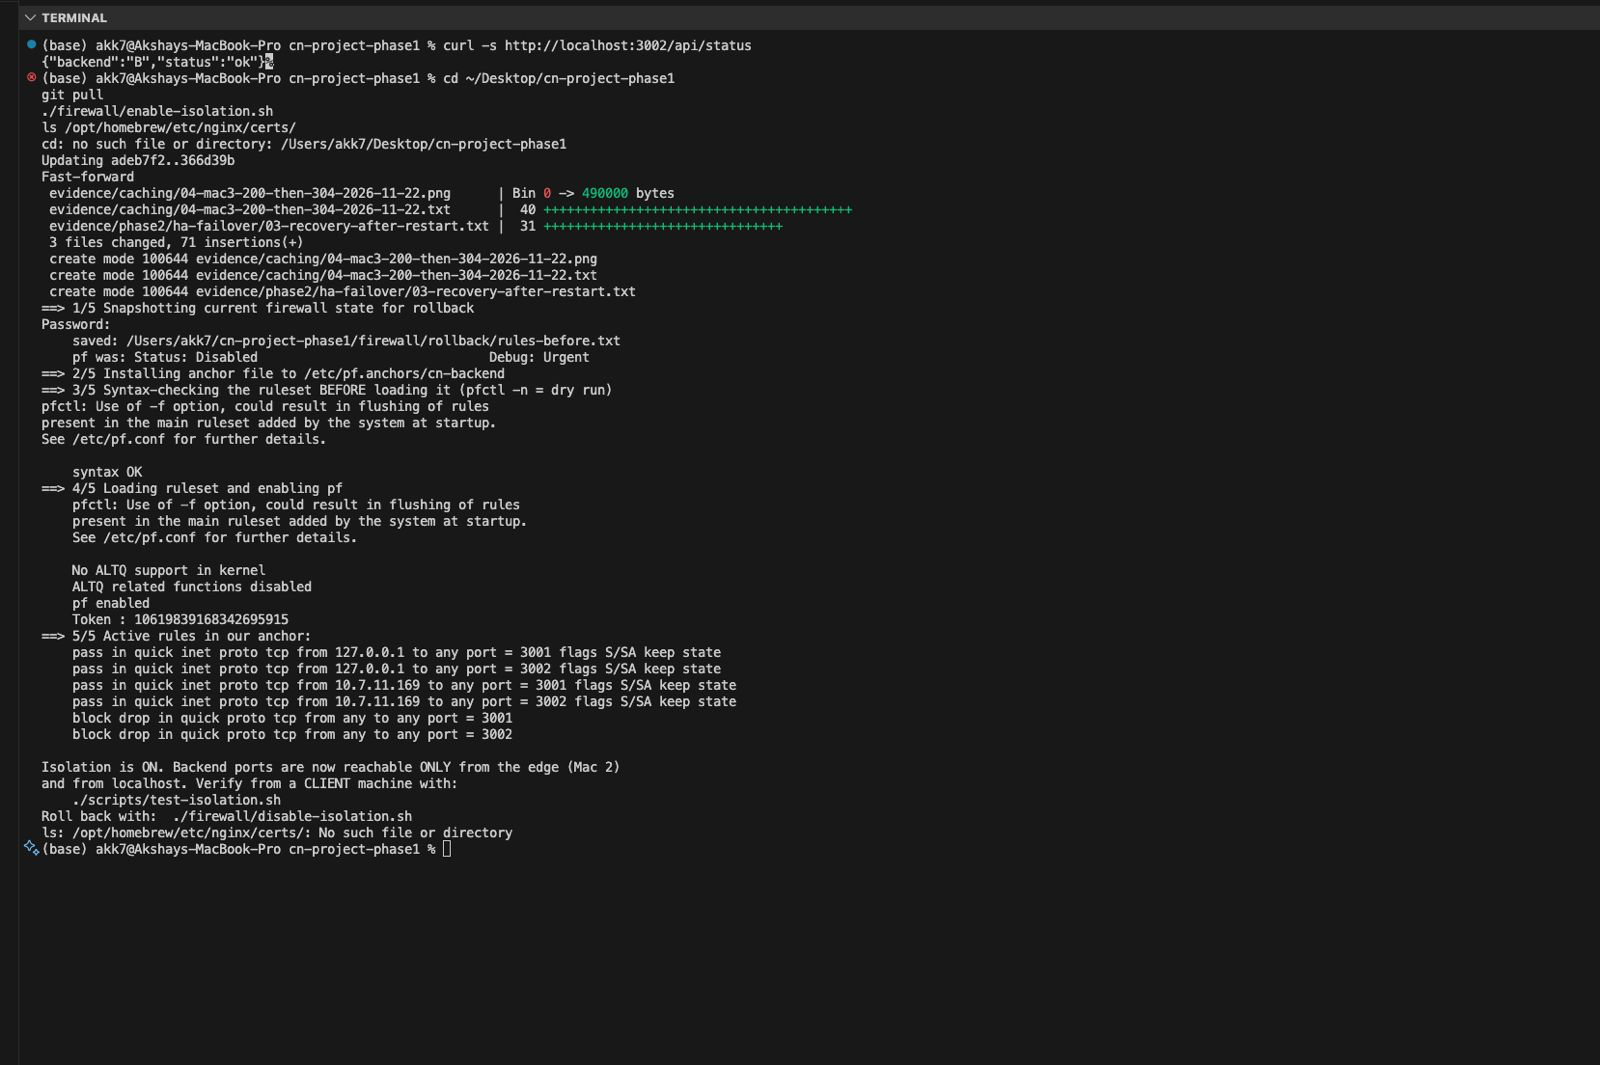 TERMINAL
(base) akk7@Akshays-MacBook-Pro cn-project-phase1 % curl -s http://localhost:3002/api/status
{"backend":"B","status":"ok"}%
(base) akk7@Akshays-MacBook-Pro cn-project-phase1 % cd ~/Desktop/cn-project-phase1
git pull
./firewall/enable-isolation.sh
ls /opt/homebrew/etc/nginx/certs/
cd: no such file or directory: /Users/akk7/Desktop/cn-project-phase1
Updating adeb7f2..366d39b
Fast-forward
 evidence/caching/04-mac3-200-then-304-2026-11-22.png      | Bin 0 -> 490000 bytes
 evidence/caching/04-mac3-200-then-304-2026-11-22.txt      |  40 ++++++++++++++++++++++++++++++++++++++++
 evidence/phase2/ha-failover/03-recovery-after-restart.txt |  31 +++++++++++++++++++++++++++++++
 3 files changed, 71 insertions(+)
 create mode 100644 evidence/caching/04-mac3-200-then-304-2026-11-22.png
 create mode 100644 evidence/caching/04-mac3-200-then-304-2026-11-22.txt
 create mode 100644 evidence/phase2/ha-failover/03-recovery-after-restart.txt
==> 1/5 Snapshotting current firewall state for rollback
Password:
    saved: /Users/akk7/cn-project-phase1/firewall/rollback/rules-before.txt
    pf was: Status: Disabled                              Debug: Urgent
==> 2/5 Installing anchor file to /etc/pf.anchors/cn-backend
==> 3/5 Syntax-checking the ruleset BEFORE loading it (pfctl -n = dry run)
pfctl: Use of -f option, could result in flushing of rules
present in the main ruleset added by the system at startup.
See /etc/pf.conf for further details.
    syntax OK
==> 4/5 Loading ruleset and enabling pf
    pfctl: Use of -f option, could result in flushing of rules
    present in the main ruleset added by the system at startup.
    See /etc/pf.conf for further details.
    No ALTQ support in kernel
    ALTQ related functions disabled
    pf enabled
    Token : 10619839168342695915
==> 5/5 Active rules in our anchor:
    pass in quick inet proto tcp from 127.0.0.1 to any port = 3001 flags S/SA keep state
    pass in quick inet proto tcp from 127.0.0.1 to any port = 3002 flags S/SA keep state
    pass in quick inet proto tcp from 10.7.11.169 to any port = 3001 flags S/SA keep state
    pass in quick inet proto tcp from 10.7.11.169 to any port = 3002 flags S/SA keep state
    block drop in quick proto tcp from any to any port = 3001
    block drop in quick proto tcp from any to any port = 3002
Isolation is ON. Backend ports are now reachable ONLY from the edge (Mac 2)
and from localhost. Verify from a CLIENT machine with:
    ./scripts/test-isolation.sh
Roll back with:  ./firewall/disable-isolation.sh
ls: /opt/homebrew/etc/nginx/certs/: No such file or directory
(base) akk7@Akshays-MacBook-Pro cn-project-phase1 %